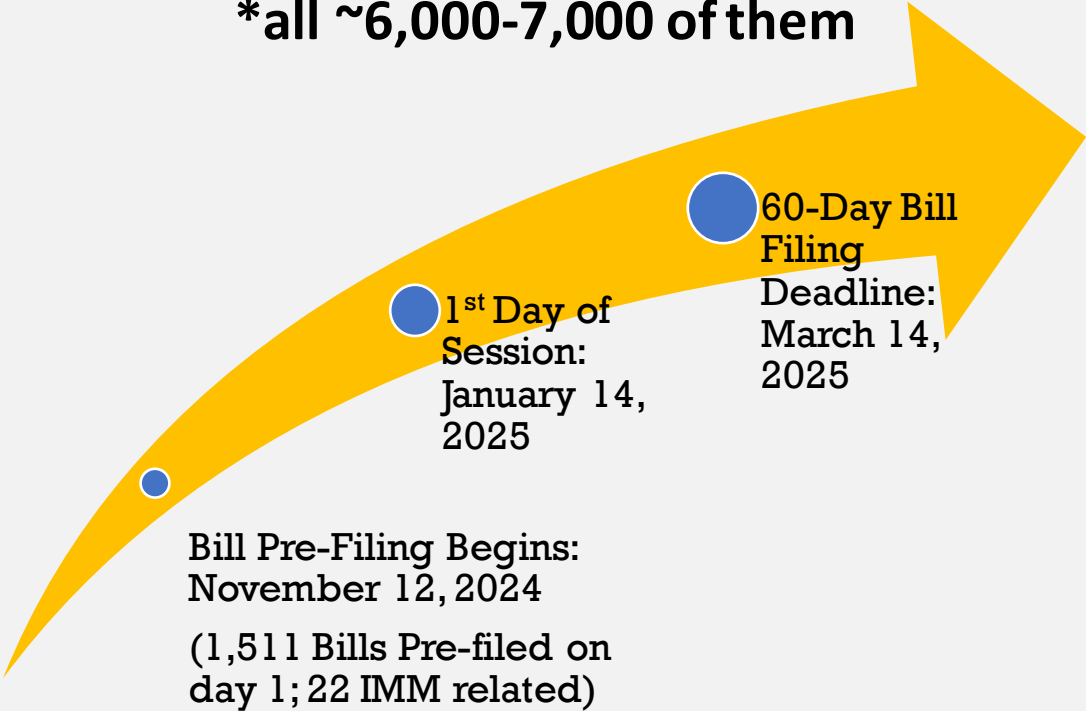 *all ~6,000-7,000 of them
60-Day Bill
Filing
Deadline:
March 14,
2025
1st Day of
Session:
January 14,
2025
Bill Pre-Filing Begins:
November 12, 2024
(1,511 Bills Pre-filed on
day 1; 22 IMM related)